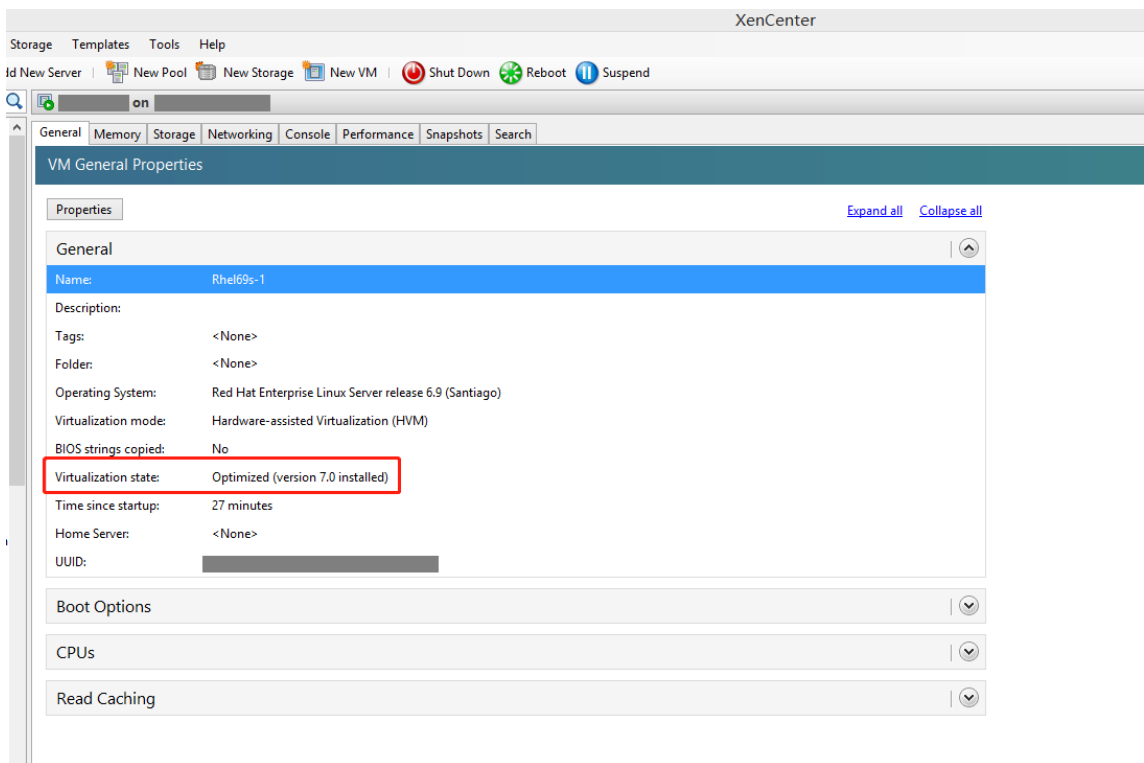 XenCenter
Storage Templates Tools Help
dd New Server New Pool New Storage New VM Shut Down Reboot Suspend
on
General Memory Storage Networking Console Performance Snapshots Search
VM General Properties
Properties Expand all Collapse all
General
Name: Rhel69s-1
Description:
Tags: <None>
Folder: <None>
Operating System: Red Hat Enterprise Linux Server release 6.9 (Santiago)
Virtualization mode: Hardware-assisted Virtualization (HVM)
BIOS strings copied: No
Virtualization state: Optimized (version 7.0 installed)
Time since startup: 27 minutes
Home Server: <None>
UUID:
Boot Options
CPUs
Read Caching